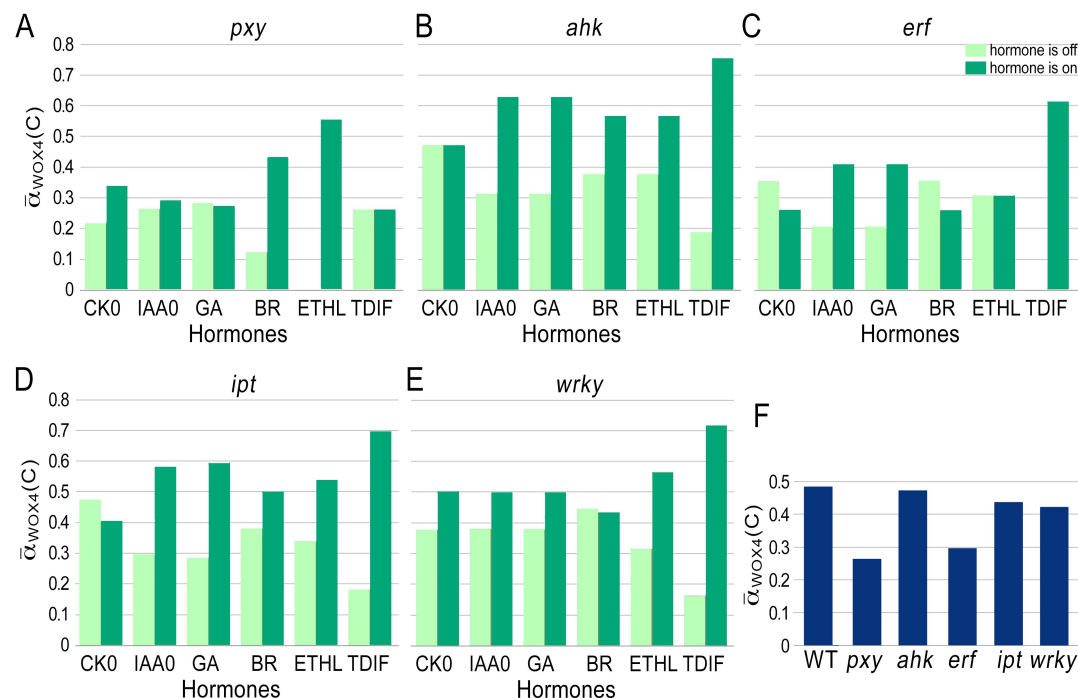 A
pxy
B
ahk
C
erf
hormone is off
hormone is on
ᾱWOX4(C)
0.8
0.7
0.6
0.5
0.4
0.3
0.2
0.1
0
CK0 IAA0 GA BR ETHL TDIF
Hormones
CK0 IAA0 GA BR ETHL TDIF
Hormones
CK0 IAA0 GA BR ETHL TDIF
Hormones
D
ipt
E
wrky
ᾱWOX4(C)
0.8
0.7
0.6
0.5
0.4
0.3
0.2
0.1
0
CK0 IAA0 GA BR ETHL TDIF
Hormones
CK0 IAA0 GA BR ETHL TDIF
Hormones
F
ᾱWOX4(C)
0.5
0.4
0.3
0.2
0.1
0
WT pxy ahk erf ipt wrky